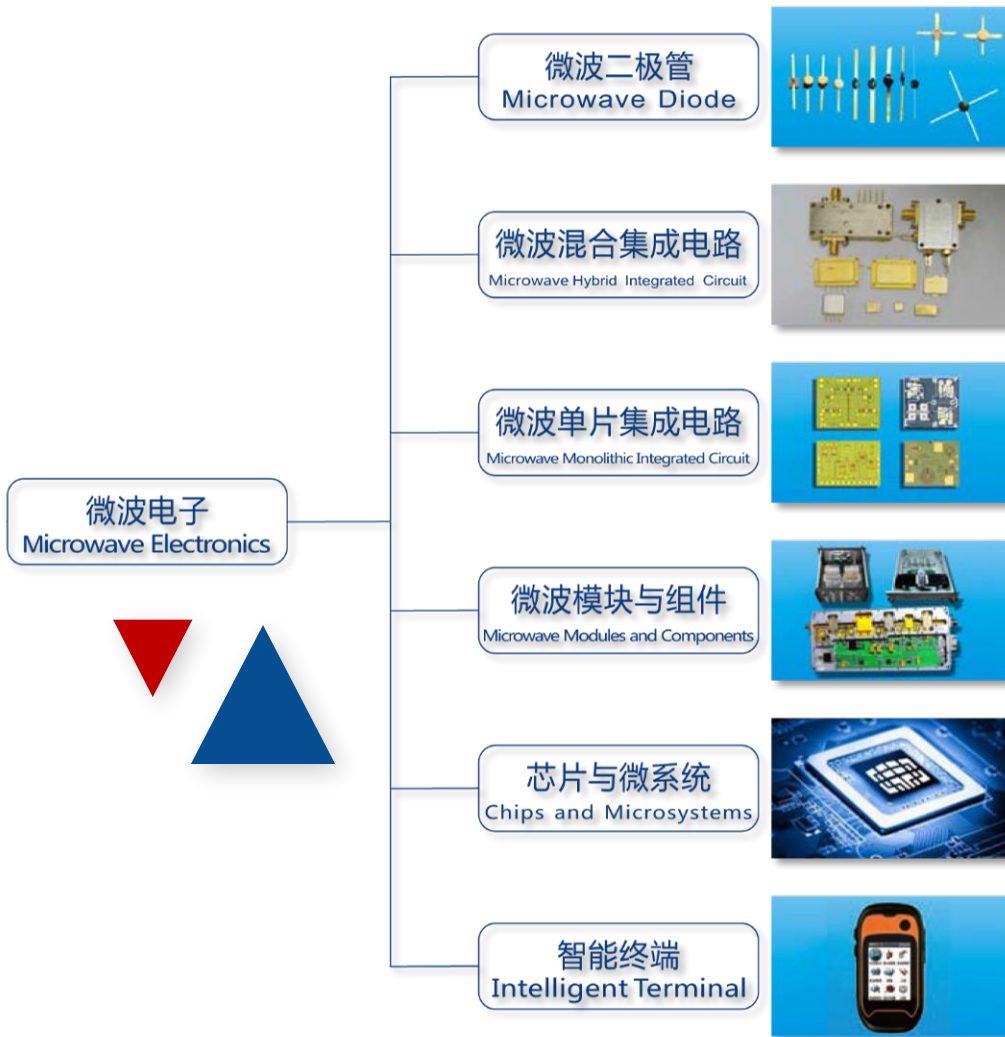 微波二极管
Microwave Diode
微波混合集成电路
Microwave Hybrid Integrated Circuit
微波单片集成电路
Microwave Monolithic Integrated Circuit
微波电子
Microwave Electronics
微波模块与组件
Microwave Modules and Components
芯片与微系统
Chips and Microsystems
智能终端
Intelligent Terminal